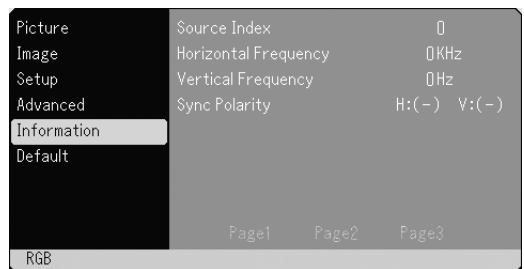 Picture
Image
Setup
Advanced
Information
Default
Source Index 0
Horizontal Frequency 0KHz
Vertical Frequency 0Hz
Sync Polarity H:(-) V:(-)
Page1 Page2 Page3
RGB